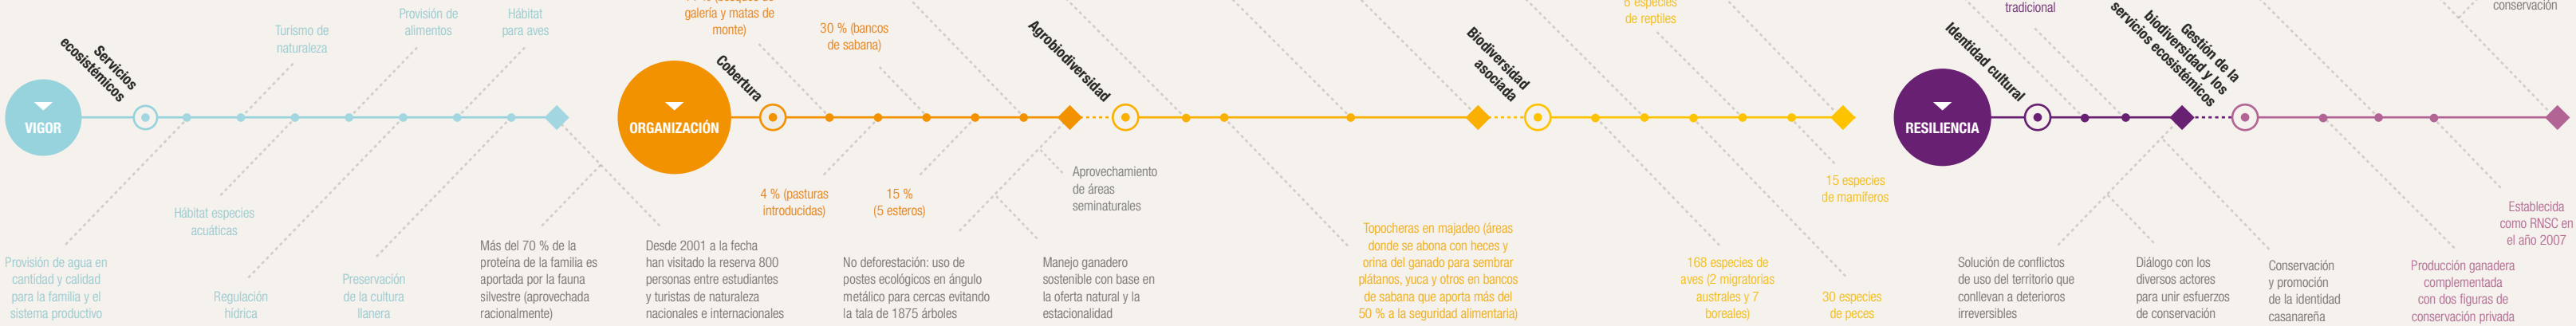 VIGOR
Servicios
ecosistémicos
Provisión de agua en
cantidad y calidad
para la familia y el
sistema productivo
Hábitat especies
acuáticas
Turismo de
naturaleza
Regulación
hídrica
Provisión de
alimentos
Preservación
de la cultura
llanera
Hábitat
para aves
Más del 70 % de la
proteína de la familia es
aportada por la fauna
silvestre (aprovechada
racionalmente)
Desde 2001 a la fecha
han visitado la reserva 800
personas entre estudiantes
y turistas de naturaleza
nacionales e internacionales
ORGANIZACIÓN
Cobertura
galería y matas de
monte)
4 % (pasturas
introducidas)
30 % (bancos
de sabana)
15 %
(5 esteros)
No deforestación: uso de
postes ecológicos en ángulo
metálico para cercas evitando
la tala de 1875 árboles
Manejo ganadero
sostenible con base en
la oferta natural y la
estacionalidad
Aprovechamiento
de áreas
seminaturales
Agrobiodiversidad
Topocheras en majadeo (áreas
donde se abona con heces y
orina del ganado para sembrar
plátanos, yuca y otros en bancos
de sabana que aporta más del
50 % a la seguridad alimentaria)
Biodiversidad
asociada
168 especies de
aves (2 migratorias
australes y 7
boreales)
6 especies
de reptiles
30 especies
de peces
15 especies
de mamíferos
RESILIENCIA
Identidad cultural
tradicional
Solución de conflictos
de uso del territorio que
conllevan a deterioros
irreversibles
Diálogo con los
diversos actores
para unir esfuerzos
de conservación
Conservación
y promoción
de la identidad
casanareña
Gestión de la
biodiversidad y los
servicios ecosistémicos
Producción ganadera
complementada
con dos figuras de
conservación privada
Establecida
como RNSC en
el año 2007
conservación